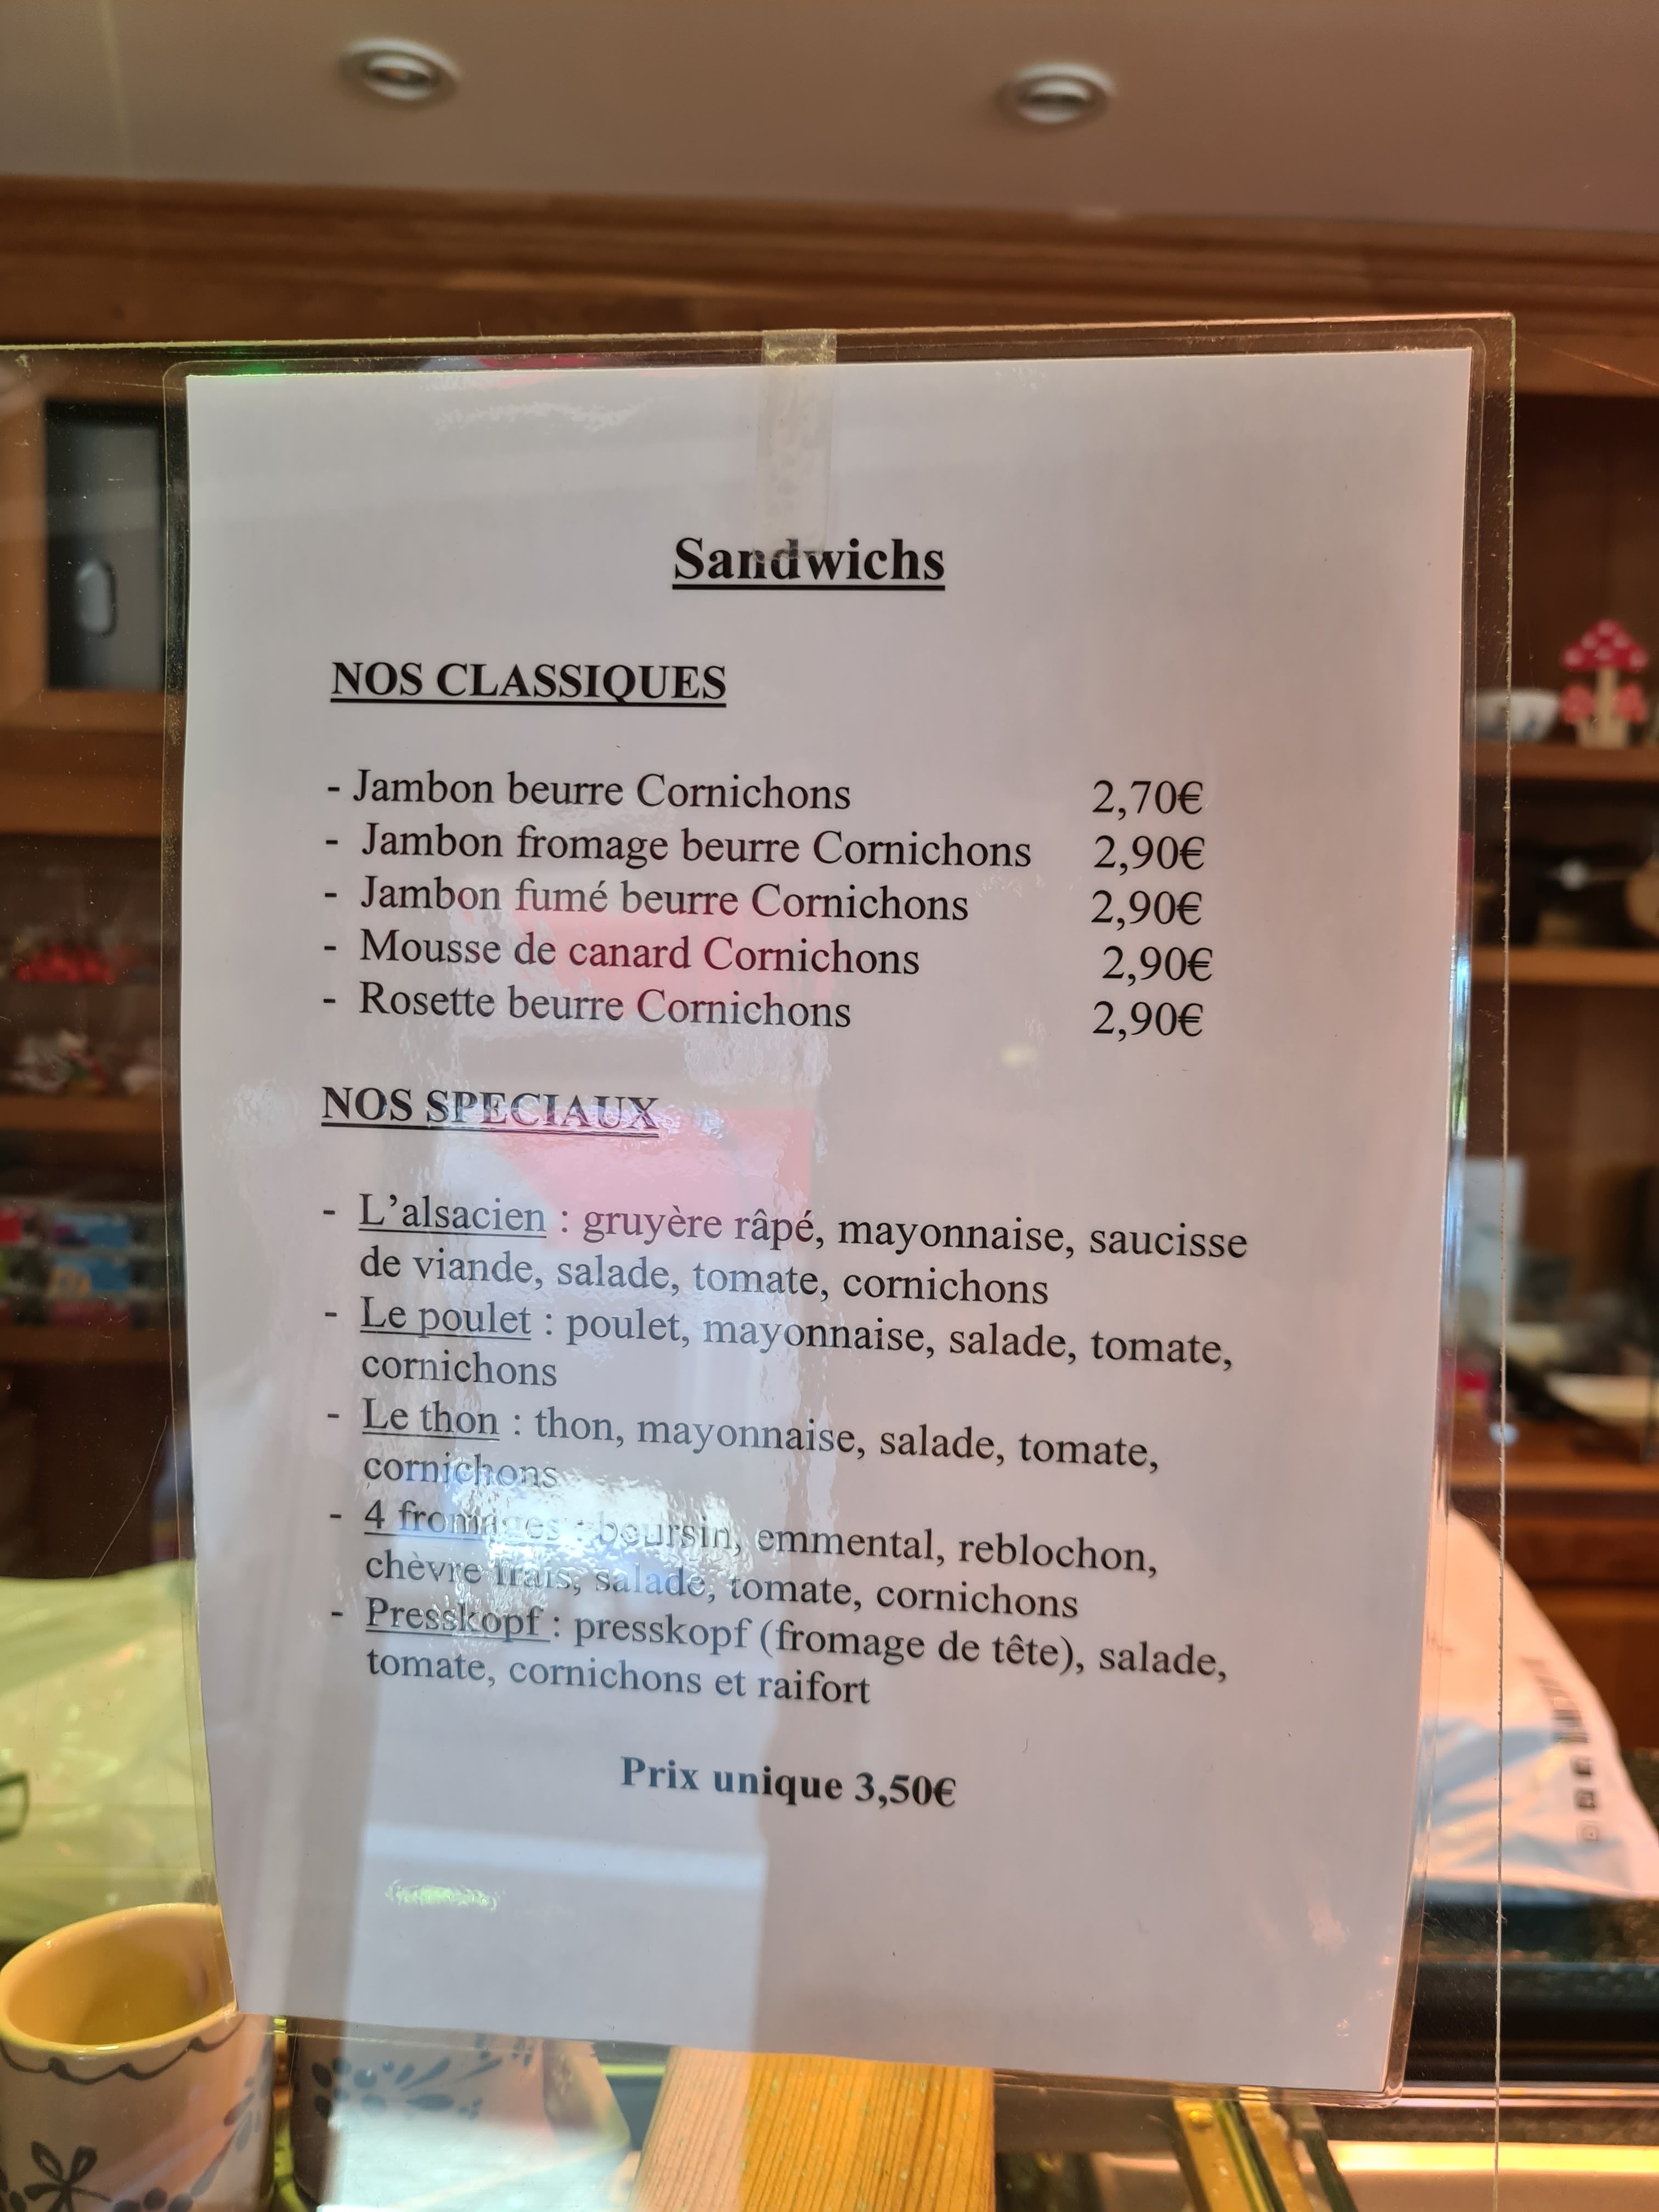 Sandwichs
NOS CLASSIQUES
- Jambon beurre Cornichons 2,70€
- Jambon fromage beurre Cornichons 2,90€
- Jambon fumé beurre Cornichons 2,90€
- Mousse de canard Cornichons 2,90€
- Rosette beurre Cornichons 2,90€
NOS SPECIAUX
- L’alsacien : gruyère râpé, mayonnaise, saucisse
de viande, salade, tomate, cornichons
- Le poulet : poulet, mayonnaise, salade, tomate,
cornichons
- Le thon : thon, mayonnaise, salade, tomate,
cornichons
- 4 fromages : boursin, emmental, reblochon,
chèvre frais, salade, tomate, cornichons
- Presskopf : presskopf (fromage de tête), salade,
tomate, cornichons et raifort
Prix unique 3,50€